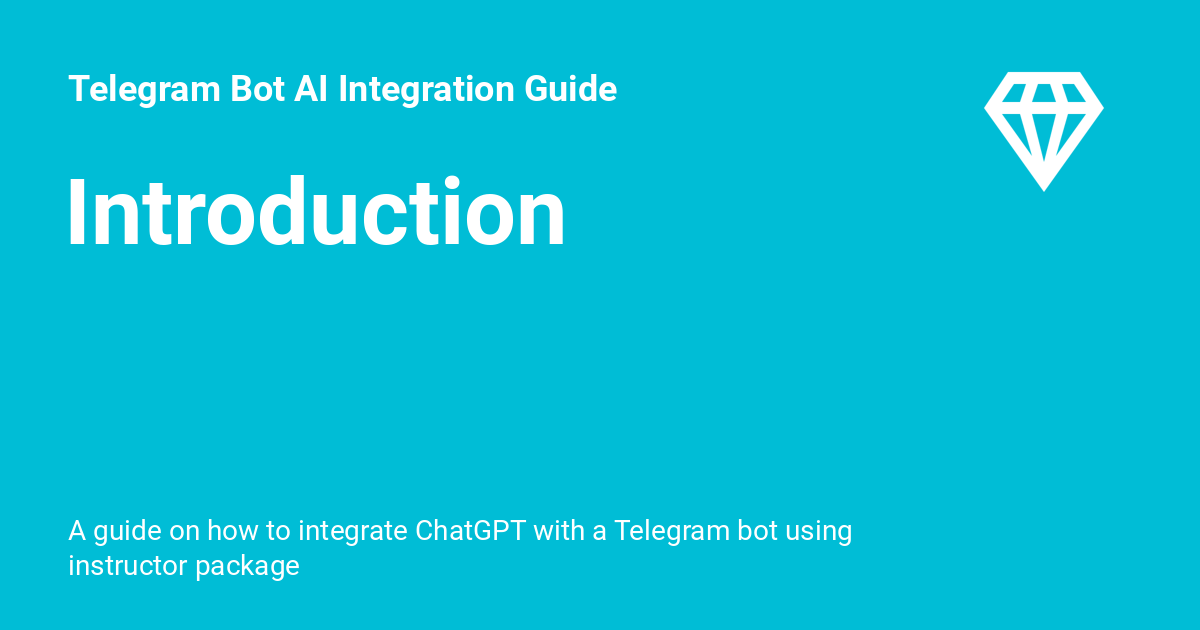 Telegram Bot AI Integration Guide
Introduction
A guide on how to integrate ChatGPT with a Telegram bot using
instructor package